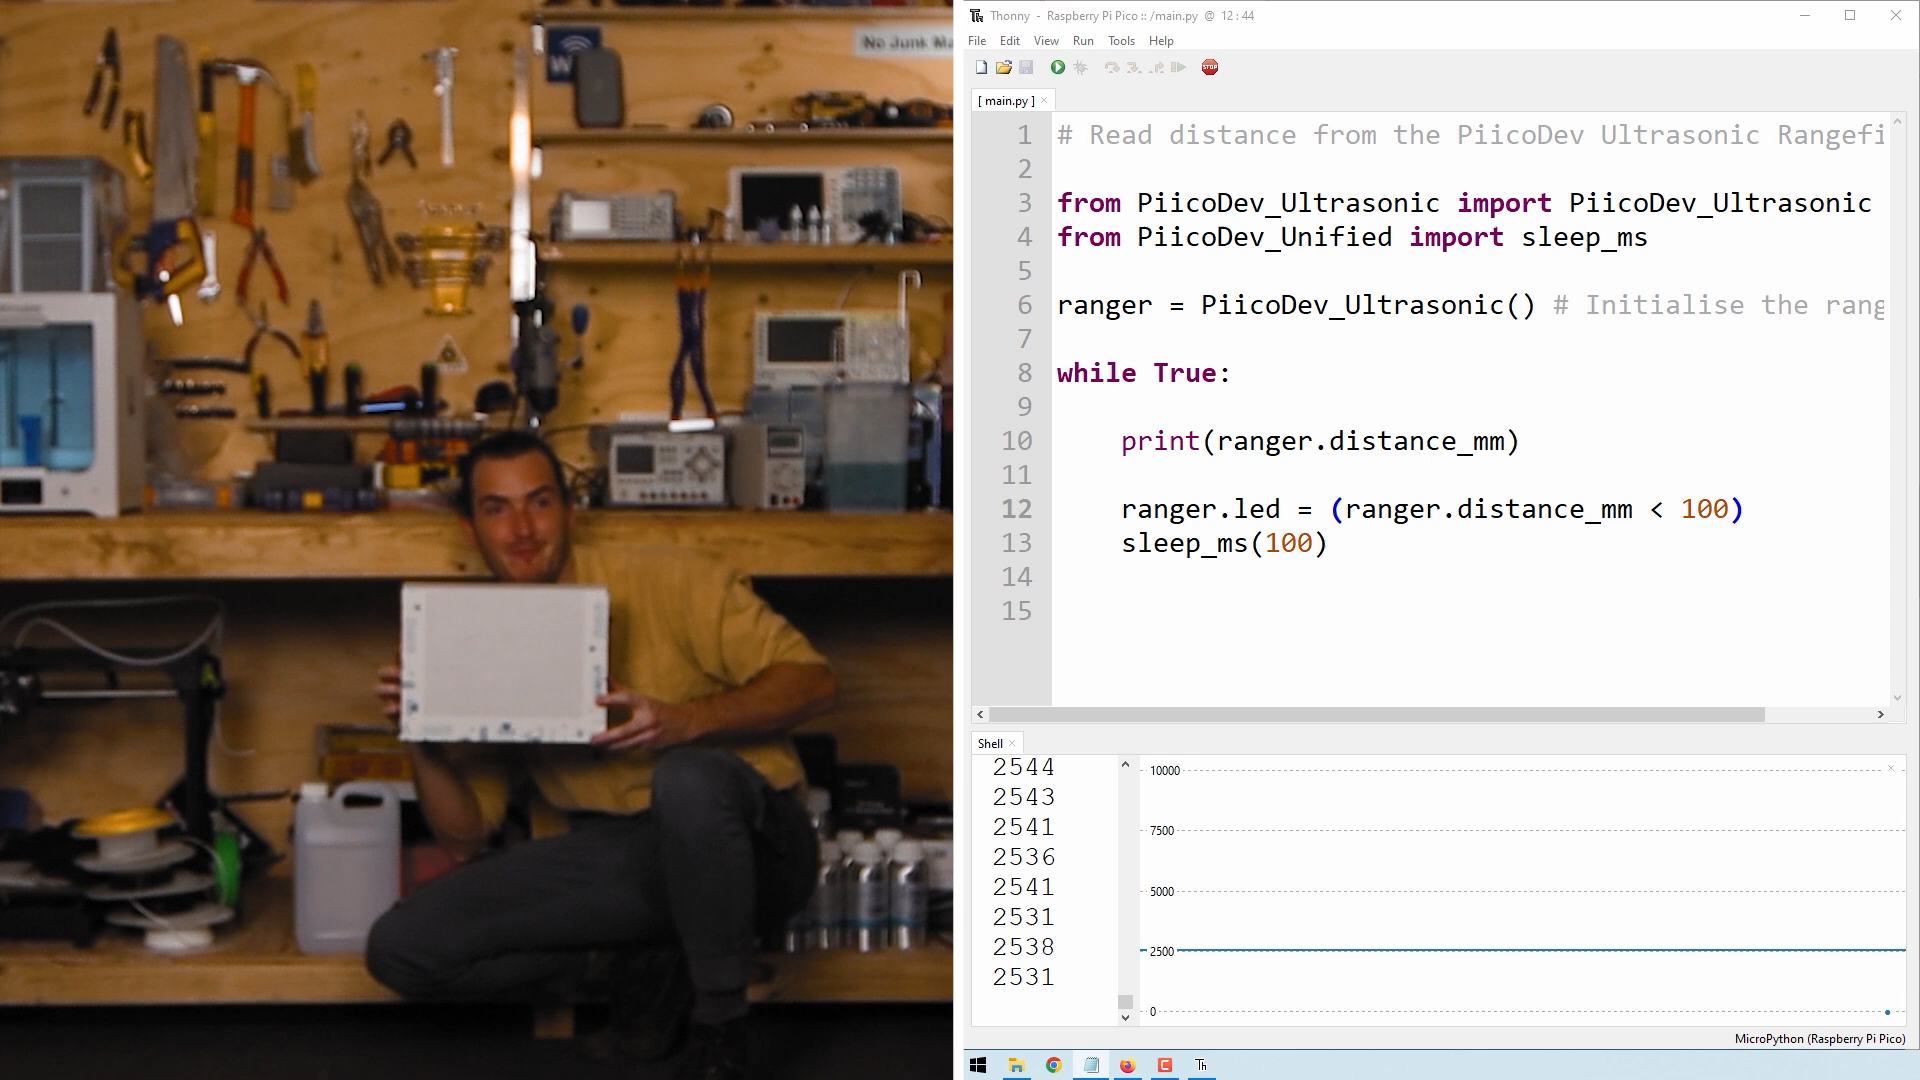 No Junk
W
Thonny - Raspberry Pi Pico :: /main.py @ 12 : 44
File Edit View Run Tools Help
STOP
[ main.py ]
1 # Read distance from the PiicoDev Ultrasonic Rangefi
2
3 from PiicoDev_Ultrasonic import PiicoDev_Ultrasonic
4 from PiicoDev_Unified import sleep_ms
5
6 ranger = PiicoDev_Ultrasonic() # Initialise the rang
7
8 while True:
9
10 print(ranger.distance_mm)
11
12 ranger.led = (ranger.distance_mm < 100)
13 sleep_ms(100)
14
15
Shell
2544
2543
2541
2536
2541
2531
2538
2531
10000
7500
5000
2500
0
MicroPython (Raspberry Pi Pico)
Th